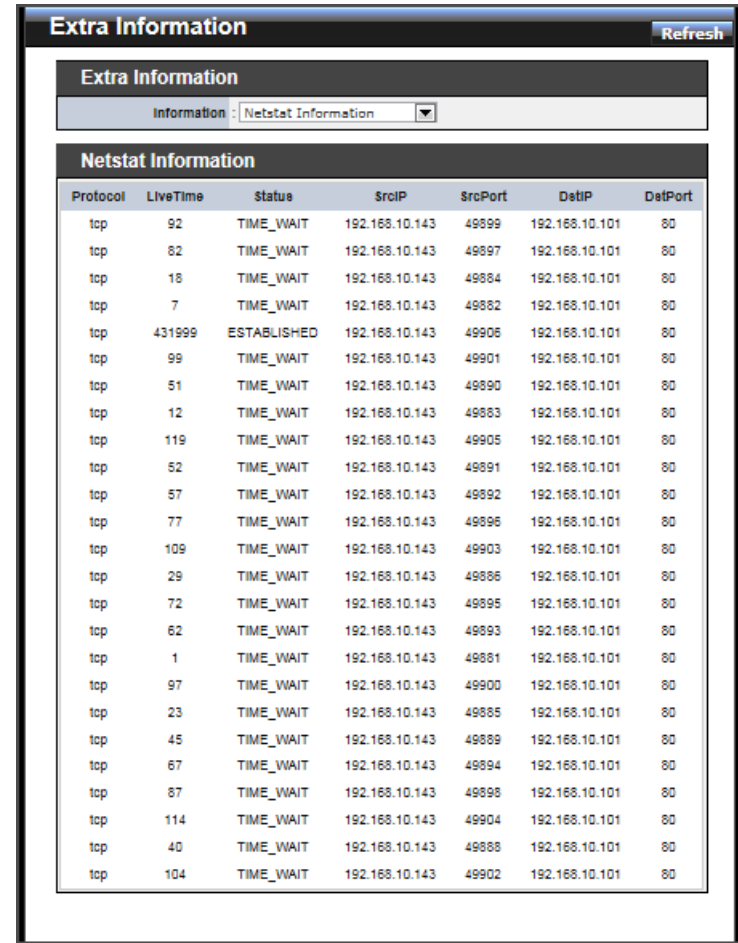 Extra Information
Refresh
Extra Information
Information : Netstat Information
Netstat Information
Protocol LiveTime Status SrcIP SrcPort DstIP DstPort
tcp 92 TIME_WAIT 192.168.10.143 49899 192.168.10.101 80
tcp 82 TIME_WAIT 192.168.10.143 49897 192.168.10.101 80
tcp 18 TIME_WAIT 192.168.10.143 49884 192.168.10.101 80
tcp 7 TIME_WAIT 192.168.10.143 49882 192.168.10.101 80
tcp 431999 ESTABLISHED 192.168.10.143 49906 192.168.10.101 80
tcp 99 TIME_WAIT 192.168.10.143 49901 192.168.10.101 80
tcp 51 TIME_WAIT 192.168.10.143 49890 192.168.10.101 80
tcp 12 TIME_WAIT 192.168.10.143 49883 192.168.10.101 80
tcp 119 TIME_WAIT 192.168.10.143 49905 192.168.10.101 80
tcp 52 TIME_WAIT 192.168.10.143 49891 192.168.10.101 80
tcp 57 TIME_WAIT 192.168.10.143 49892 192.168.10.101 80
tcp 77 TIME_WAIT 192.168.10.143 49896 192.168.10.101 80
tcp 109 TIME_WAIT 192.168.10.143 49903 192.168.10.101 80
tcp 29 TIME_WAIT 192.168.10.143 49886 192.168.10.101 80
tcp 72 TIME_WAIT 192.168.10.143 49895 192.168.10.101 80
tcp 62 TIME_WAIT 192.168.10.143 49893 192.168.10.101 80
tcp 1 TIME_WAIT 192.168.10.143 49881 192.168.10.101 80
tcp 97 TIME_WAIT 192.168.10.143 49900 192.168.10.101 80
tcp 23 TIME_WAIT 192.168.10.143 49885 192.168.10.101 80
tcp 45 TIME_WAIT 192.168.10.143 49889 192.168.10.101 80
tcp 67 TIME_WAIT 192.168.10.143 49894 192.168.10.101 80
tcp 87 TIME_WAIT 192.168.10.143 49898 192.168.10.101 80
tcp 114 TIME_WAIT 192.168.10.143 49904 192.168.10.101 80
tcp 40 TIME_WAIT 192.168.10.143 49888 192.168.10.101 80
tcp 104 TIME_WAIT 192.168.10.143 49902 192.168.10.101 80